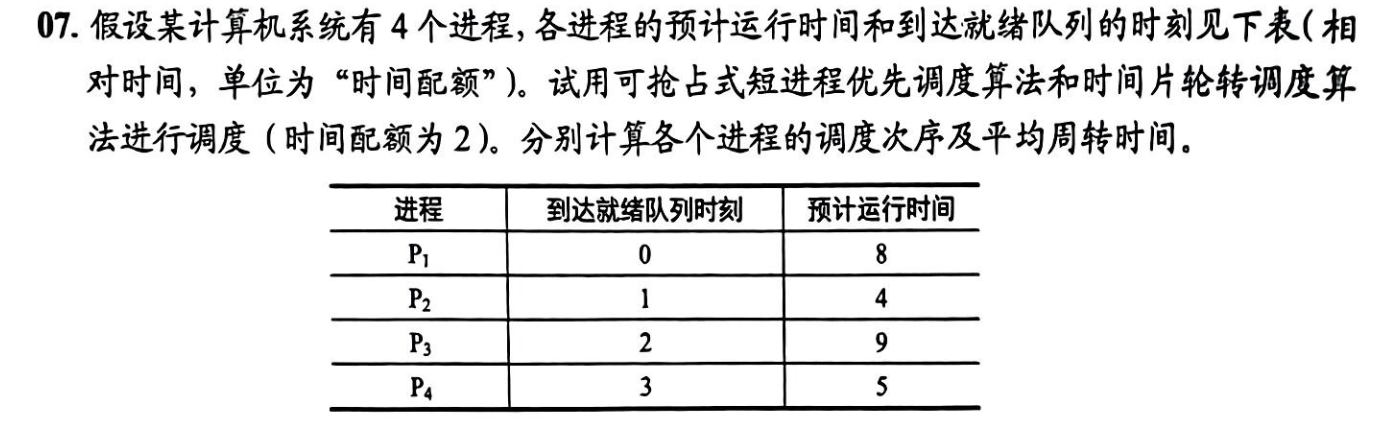 07. 假设某计算机系统有 4 个进程，各进程的预计运行时间和到达就绪队列的时刻见下表（相
对时间，单位为“时间配额”）。试用可抢占式短进程优先调度算法和时间片轮转调度算
法进行调度（时间配额为 2）。分别计算各个进程的调度次序及平均周转时间。
进程 到达就绪队列时刻 预计运行时间
P₁ 0 8
P₂ 1 4
P₃ 2 9
P₄ 3 5